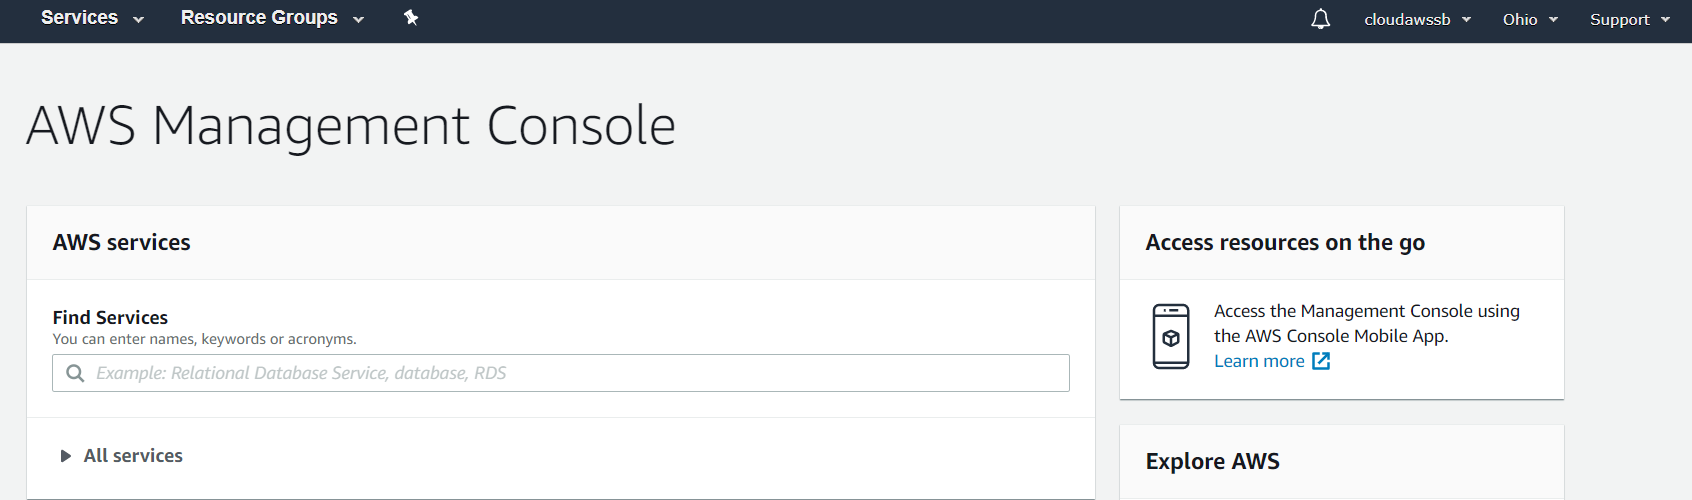 Services
Resource Groups
cloudawssb
Ohio
Support
AWS Management Console
AWS services
Find Services
You can enter names, keywords or acronyms.
Example: Relational Database Service, database, RDS
All services
Access resources on the go
Access the Management Console using
the AWS Console Mobile App.
Learn more
Explore AWS